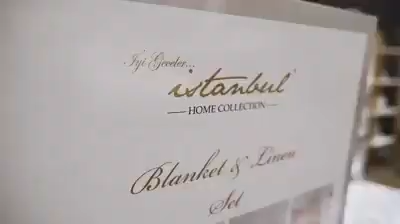 İyi Geceler...
istanbul
HOME COLLECTION
Blanket & Linen
Set